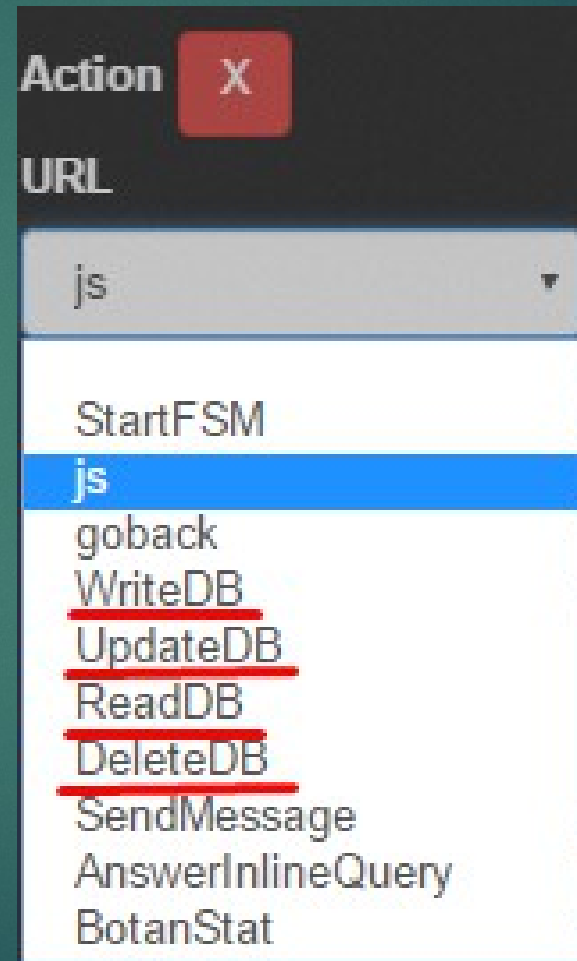 Action X
URL
js
StartFSM
js
goback
WriteDB
UpdateDB
ReadDB
DeleteDB
SendMessage
AnswerInlineQuery
BotanStat